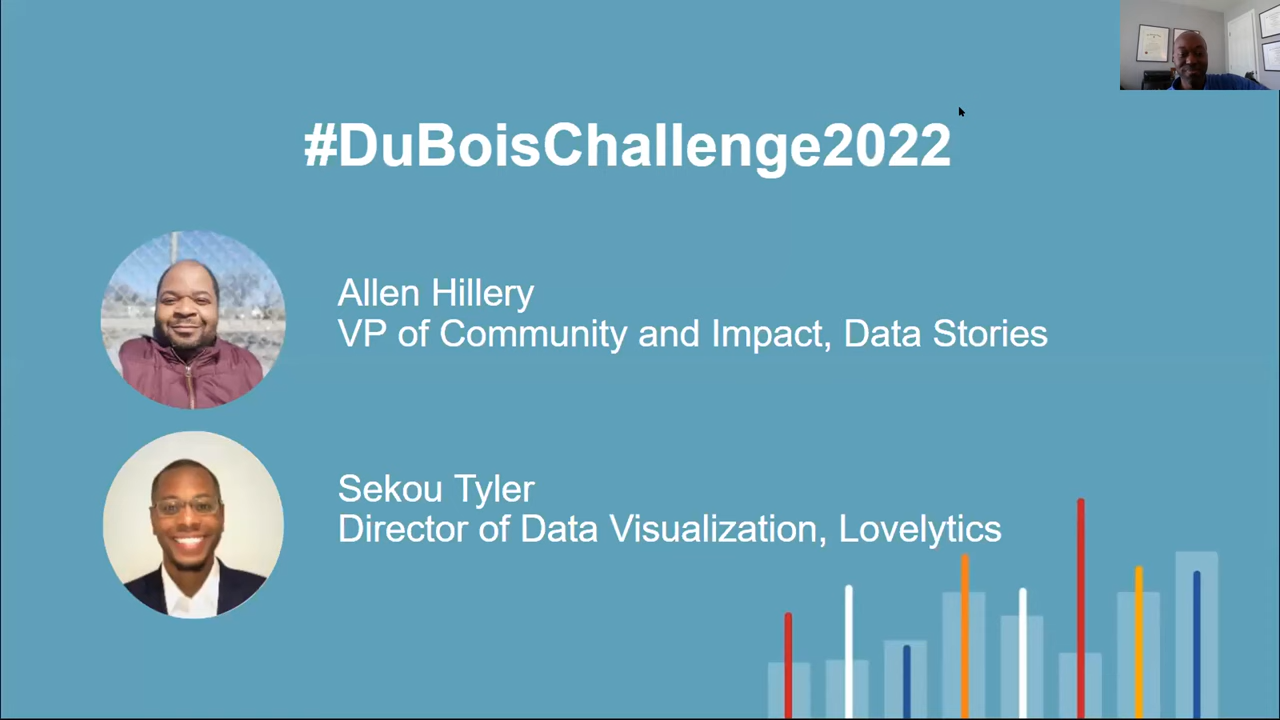 #DuBoisChallenge2022
Allen Hillery
VP of Community and Impact, Data Stories
Sekou Tyler
Director of Data Visualization, Lovelytics